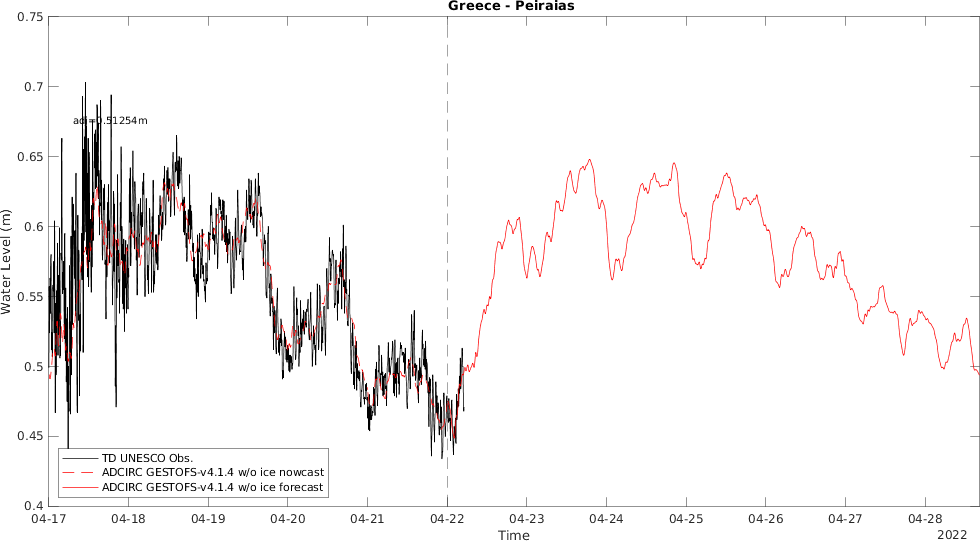 Greece - Peiraias
0.75
0.7
0.65
0.6
0.55
0.5
0.45
0.4
Water Level (m)
adj=0.51254m
TD UNESCO Obs.
ADCIRC GESTOFS-v4.1.4 w/o ice nowcast
ADCIRC GESTOFS-v4.1.4 w/o ice forecast
04-17 04-18 04-19 04-20 04-21 04-22 04-23 04-24 04-25 04-26 04-27 04-28
Time
2022